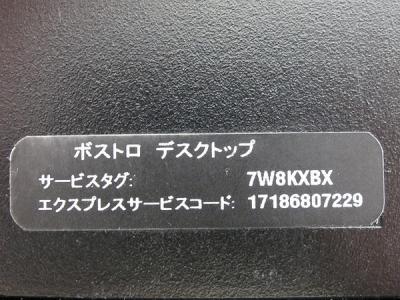 ボストロ デスクトップ
サービスタグ: 7W8KXBX
エクスプレスサービスコード: 17186807229